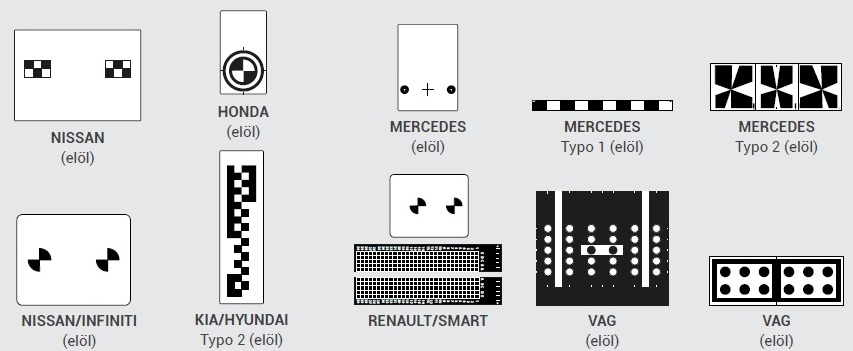 NISSAN
(elöl)
HONDA
(elöl)
MERCEDES
(elöl)
MERCEDES
Typo 1 (elöl)
MERCEDES
Typo 2 (elöl)
NISSAN/INFINITI
(elöl)
KIA/HYUNDAI
Typo 2 (elöl)
RENAULT/SMART
VAG
(elöl)
VAG
(elöl)